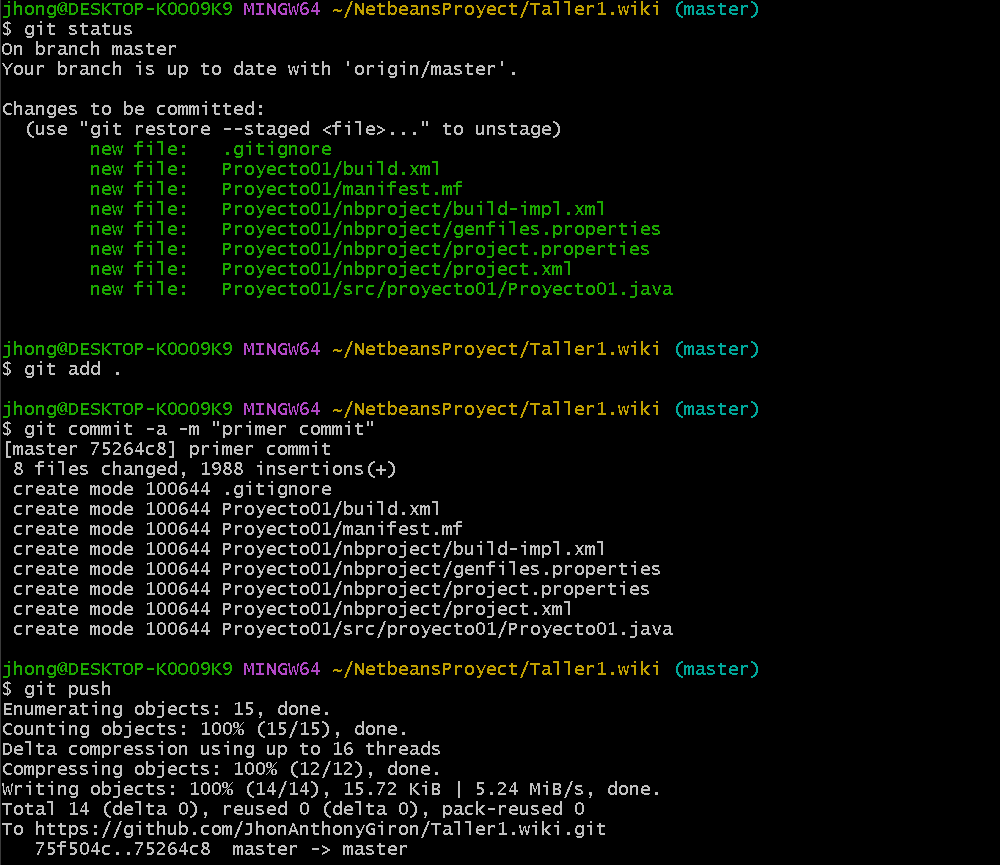 jhong@DESKTOP-KOOO9K9 MINGW64 ~/NetbeansProyect/Taller1.wiki (master)
$ git status
On branch master
Your branch is up to date with 'origin/master'.
Changes to be committed:
  (use "git restore --staged <file>..." to unstage)
        new file:   .gitignore
        new file:   Proyecto01/build.xml
        new file:   Proyecto01/manifest.mf
        new file:   Proyecto01/nbproject/build-impl.xml
        new file:   Proyecto01/nbproject/genfiles.properties
        new file:   Proyecto01/nbproject/project.properties
        new file:   Proyecto01/nbproject/project.xml
        new file:   Proyecto01/src/proyecto01/Proyecto01.java
jhong@DESKTOP-KOOO9K9 MINGW64 ~/NetbeansProyect/Taller1.wiki (master)
$ git add .
jhong@DESKTOP-KOOO9K9 MINGW64 ~/NetbeansProyect/Taller1.wiki (master)
$ git commit -a -m "primer commit"
[master 75264c8] primer commit
 8 files changed, 1988 insertions(+)
 create mode 100644 .gitignore
 create mode 100644 Proyecto01/build.xml
 create mode 100644 Proyecto01/manifest.mf
 create mode 100644 Proyecto01/nbproject/build-impl.xml
 create mode 100644 Proyecto01/nbproject/genfiles.properties
 create mode 100644 Proyecto01/nbproject/project.properties
 create mode 100644 Proyecto01/nbproject/project.xml
 create mode 100644 Proyecto01/src/proyecto01/Proyecto01.java
jhong@DESKTOP-KOOO9K9 MINGW64 ~/NetbeansProyect/Taller1.wiki (master)
$ git push
Enumerating objects: 15, done.
Counting objects: 100% (15/15), done.
Delta compression using up to 16 threads
Compressing objects: 100% (12/12), done.
Writing objects: 100% (14/14), 15.72 KiB | 5.24 MiB/s, done.
Total 14 (delta 0), reused 0 (delta 0), pack-reused 0
To https://github.com/JhonAnthonyGiron/Taller1.wiki.git
   75f504c..75264c8  master -> master